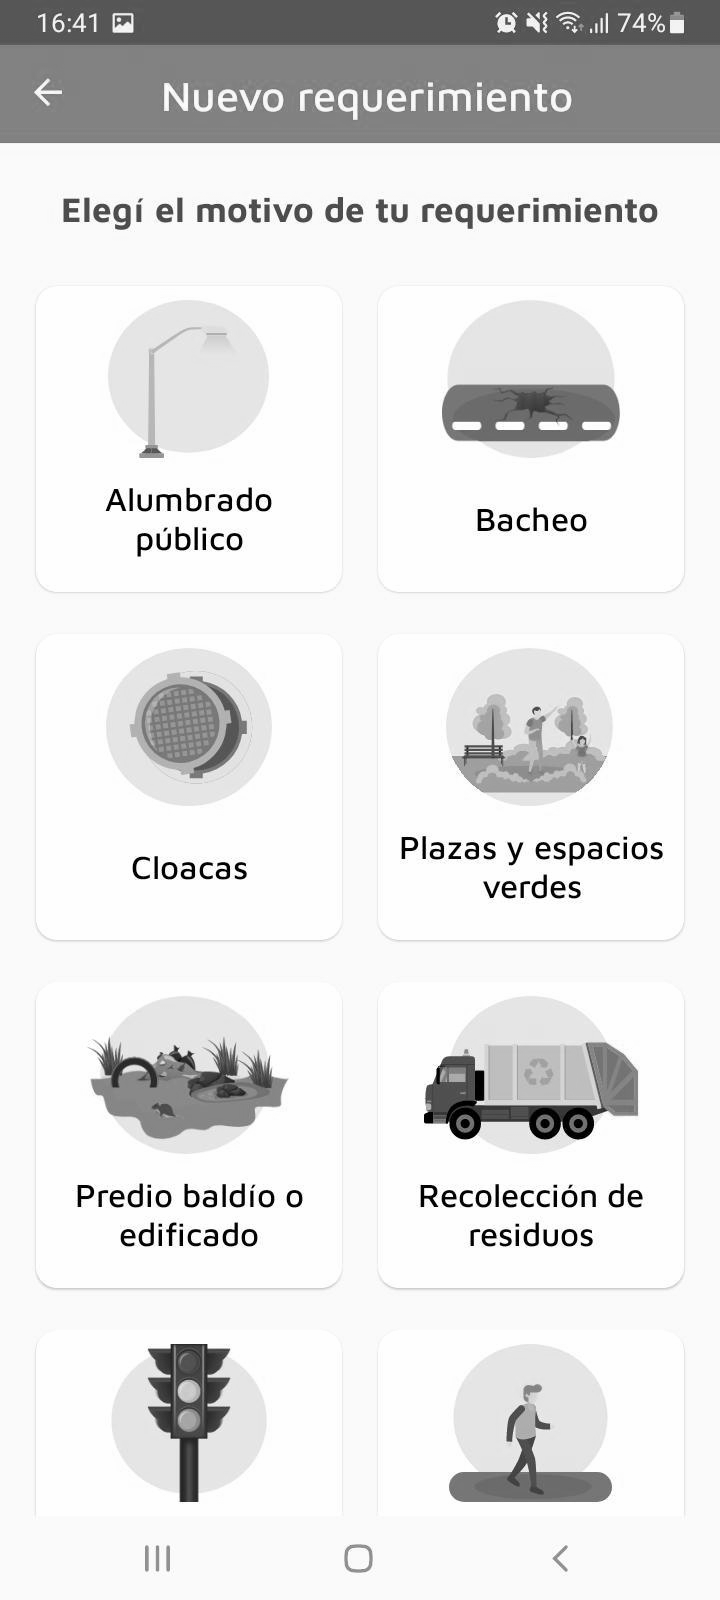 16:41 74%
Nuevo requerimiento
Elegí el motivo de tu requerimiento
Alumbrado
público
Bacheo
Cloacas
Plazas y espacios
verdes
Predio baldío o
edificado
Recolección de
residuos